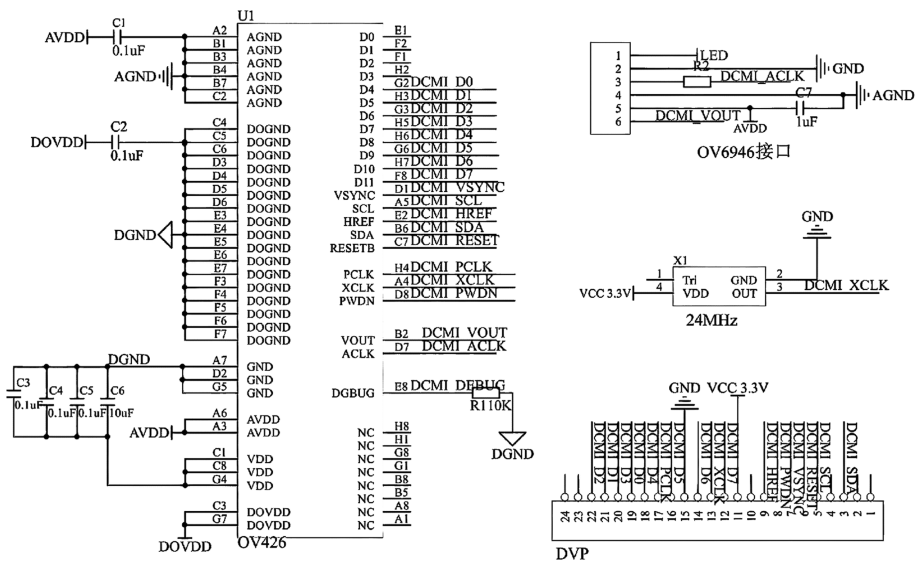 U1
C1
AVDD
0.1uF
AGND
C2
DOVDD
0.1uF
DGND
A2 AGND
B1 AGND
B3 AGND
B4 AGND
B7 AGND
C2 AGND
C4 DOGND
C5 DOGND
C6 DOGND
D3 DOGND
D4 DOGND
D5 DOGND
D6 DOGND
E3 DOGND
E4 DOGND
E5 DOGND
E6 DOGND
E7 DOGND
F3 DOGND
F4 DOGND
F5 DOGND
F6 DOGND
F7 DOGND
DGND
A7 GND
D2 GND
G5 GND
C3 C4 C5 C6
0.1uF 0.1uF 0.1uF 10uF
AVDD
A6 AVDD
A3 AVDD
C1 VDD
C8 VDD
G4 VDD
C3 DOVDD
G7 DOVDD
DOVDD
OV426
D0 E1
D1 F2
D2 F1
D3 H2
D4 G2 DCMI_D0
D5 H3 DCMI_D1
D6 G3 DCMI_D2
D7 H5 DCMI_D3
D8 H6 DCMI_D4
D9 G6 DCMI_D5
D10 H7 DCMI_D6
D11 F8 DCMI_D7
VSYNC D1 DCMI_VSYNC
SCL A5 DCMI_SCL
HREF E2 DCMI_HREF
SDA B6 DCMI_SDA
RESETB C7 DCMI_RESET
PCLK H4 DCMI_PCLK
XCLK A4 DCMI_XCLK
PWDN D8 DCMI_PWDN
VOUT B2 DCMI_VOUT
ACLK D7 DCMI_ACLK
DGBUG E8 DCMI_DEBUG
R110K
DGND
NC H8
NC H1
NC G8
NC G1
NC B8
NC B5
NC A8
NC A1
1 LED
2 GND
R2
3 DCMI_ACLK
4 AGND
C7
5 1uF
6 DCMI_VOUT
AVDD
OV6946接口
GND
X1
1 Trl GND 2
VCC 3.3V 4 VDD OUT 3 DCMI_XCLK
24MHz
GND VCC 3.3V
DCMI_D2
DCMI_D1
DCMI_D3
DCMI_D0
DCMI_D4
DCMI_PCLK
DCMI_D5
DCMI_D6
DCMI_XCLK
DCMI_D7
DCMI_HREF
DCMI_PWDN
DCMI_VSYNC
DCMI_RESET
DCMI_SCL
DCMI_SDA
24 23 22 21 20 19 18 17 16 15 14 13 12 11 10 9 8 7 6 5 4 3 2 1
DVP